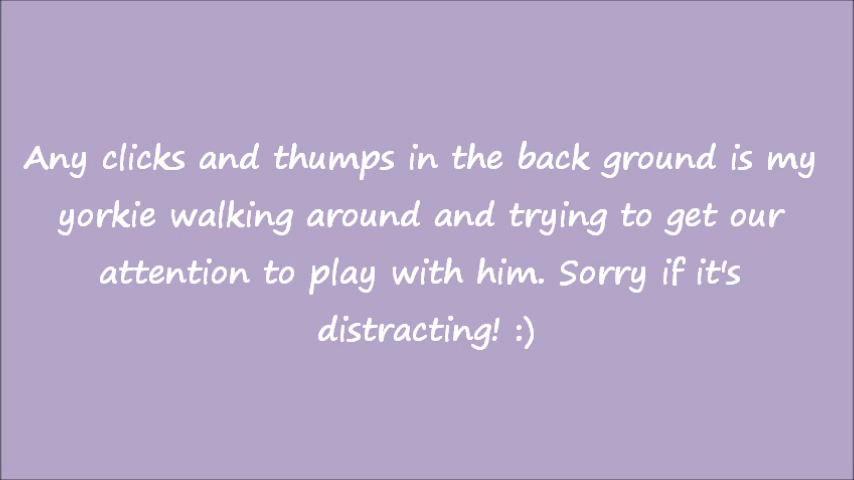 Any clicks and thumps in the back ground is my
yorkie walking around and trying to get our
attention to play with him. Sorry if it's
distracting! :)